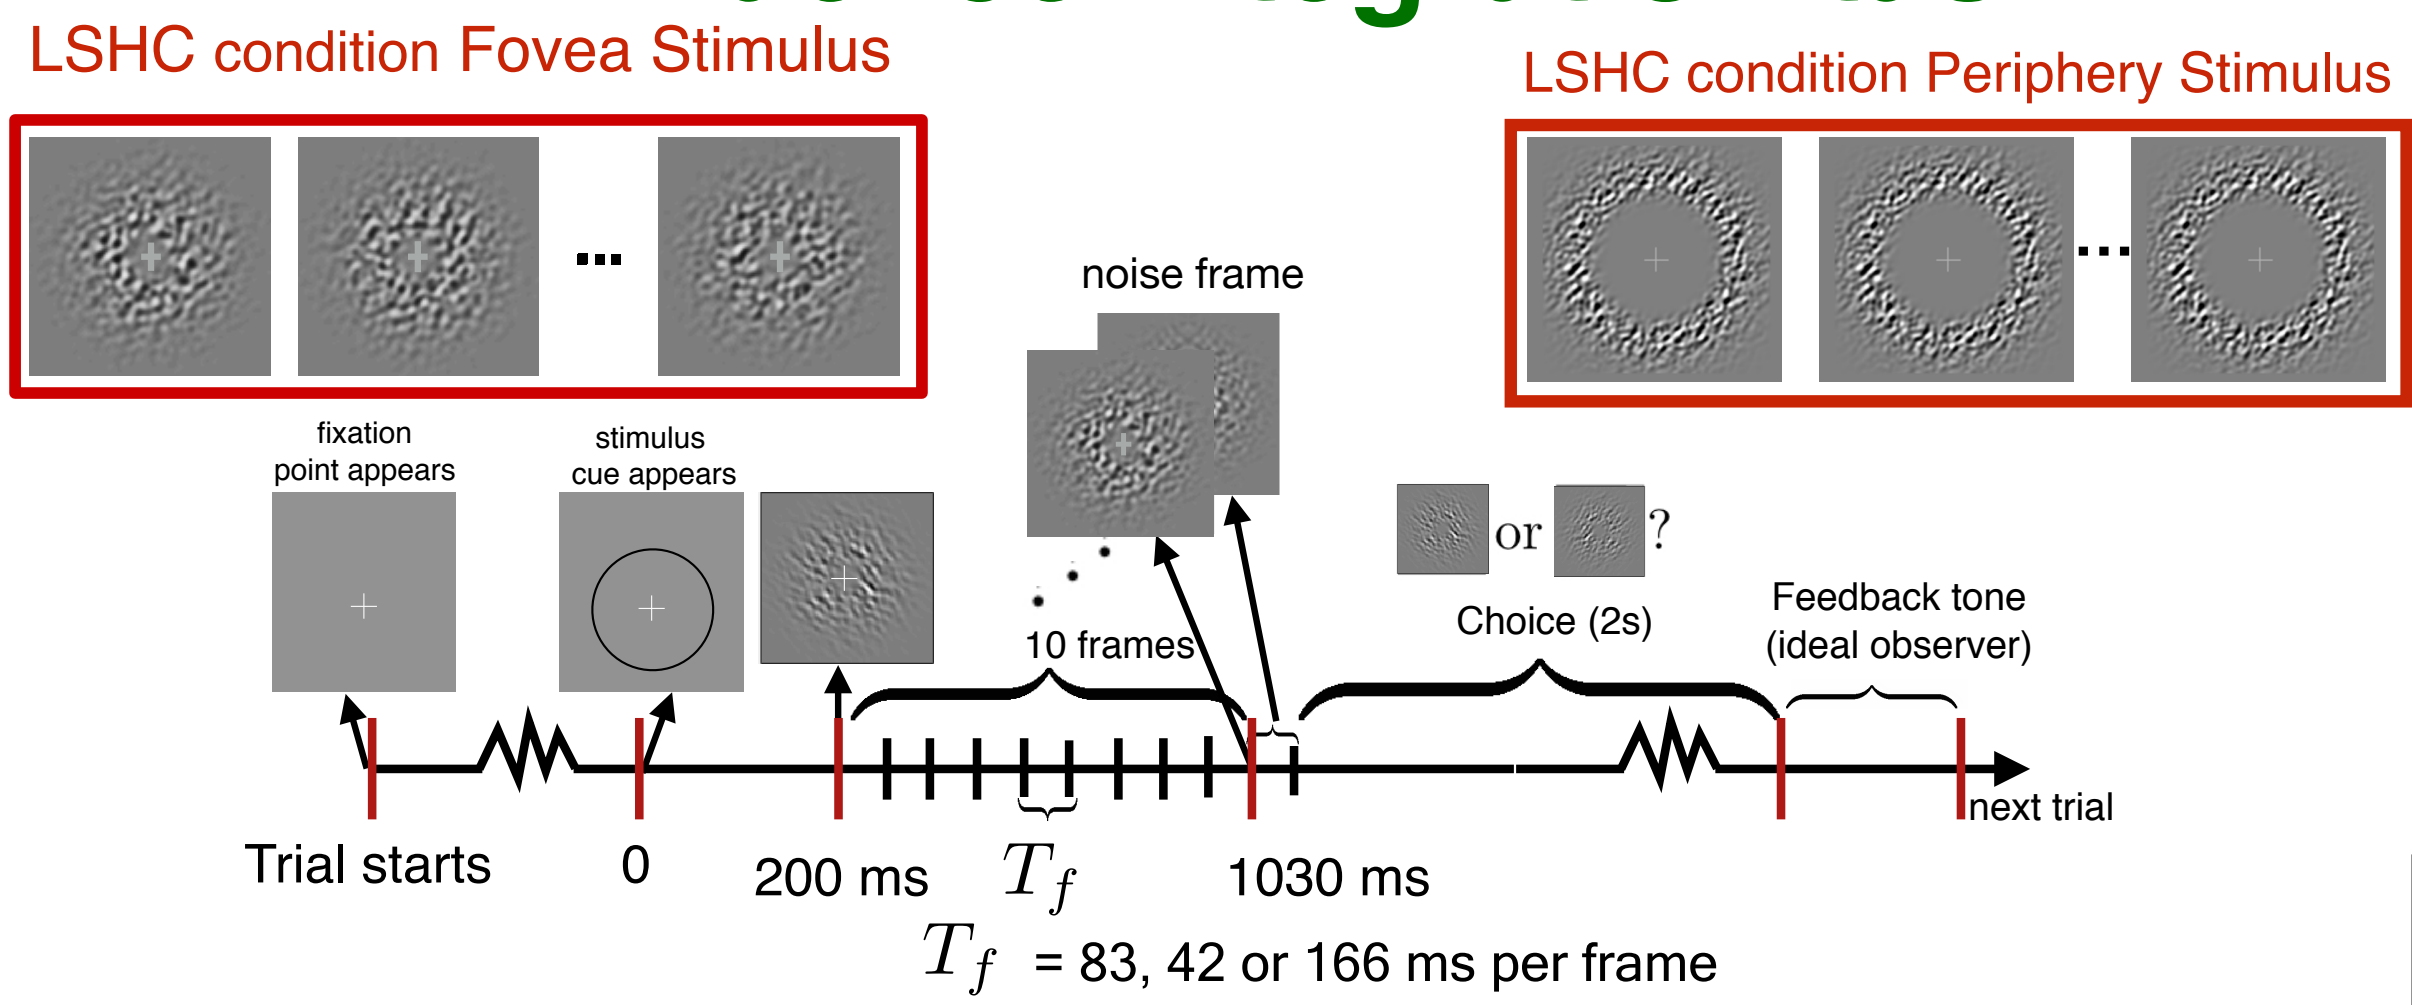 LSHC condition Fovea Stimulus
LSHC condition Periphery Stimulus
noise frame
fixation
point appears
stimulus
cue appears
or ?
10 frames
Choice (2s)
Feedback tone
(ideal observer)
next trial
Trial starts
0
200 ms
T_f
1030 ms
T_f = 83, 42 or 166 ms per frame